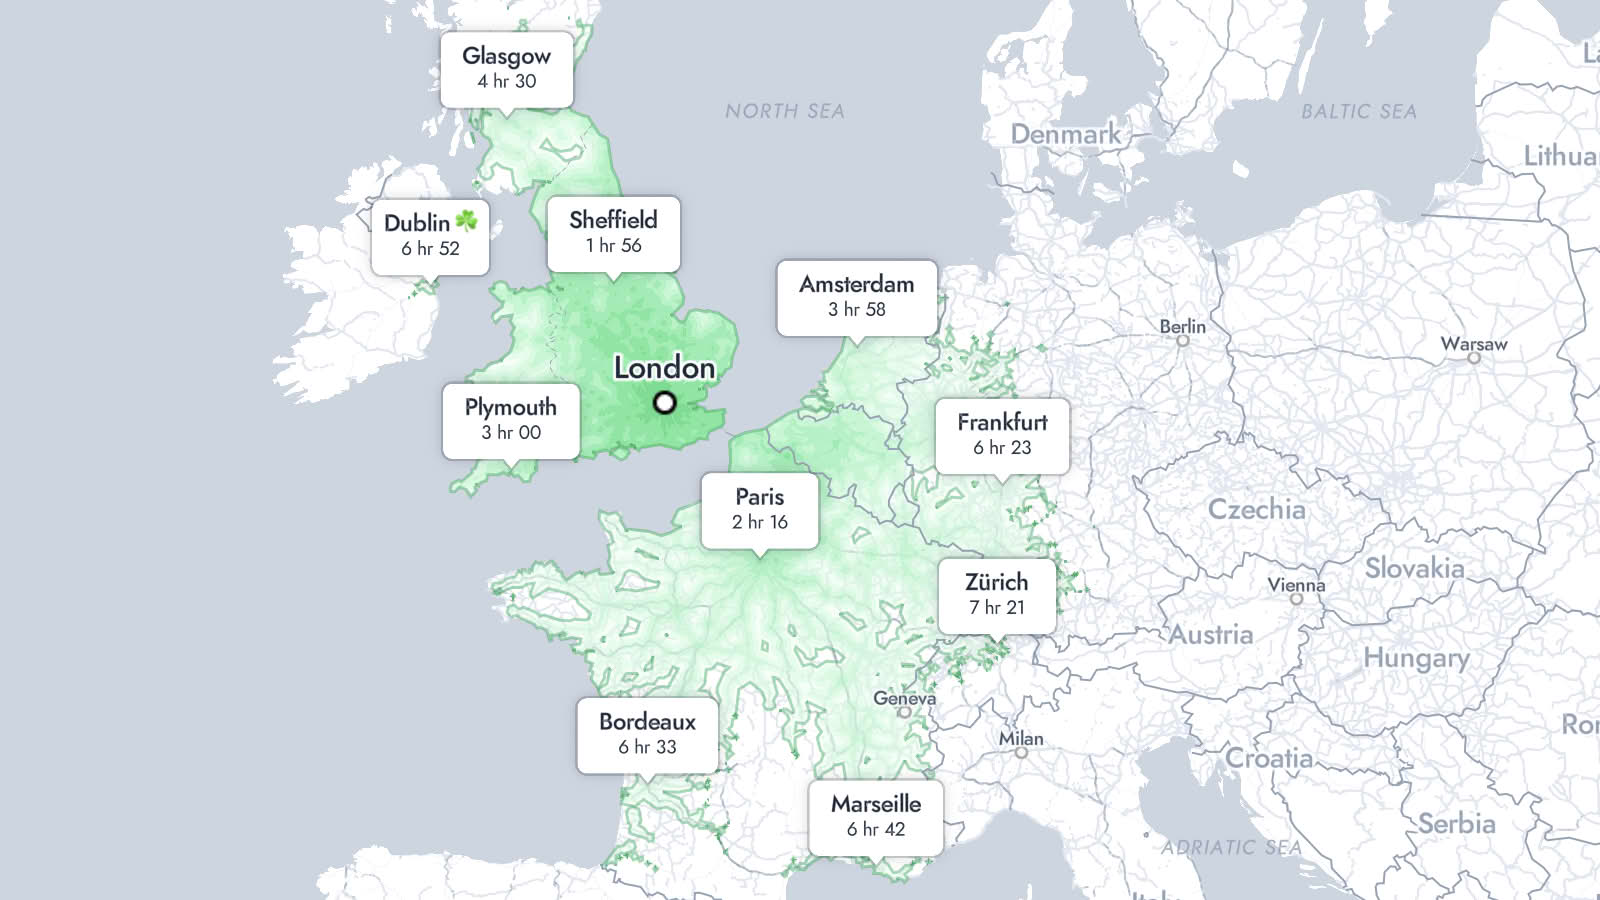 Glasgow
4 hr 30
NORTH SEA
BALTIC SEA
Denmark
Dublin☘️
6 hr 52
Sheffield
1 hr 56
Amsterdam
3 hr 58
Berlin
Warsaw
London
Plymouth
3 hr 00
Frankfurt
6 hr 23
Paris
2 hr 16
Czechia
Zürich
7 hr 21
Slovakia
Vienna
Austria
Hungary
Geneva
Bordeaux
6 hr 33
Milan
Croatia
Marseille
6 hr 42
Serbia
ADRIATIC SEA